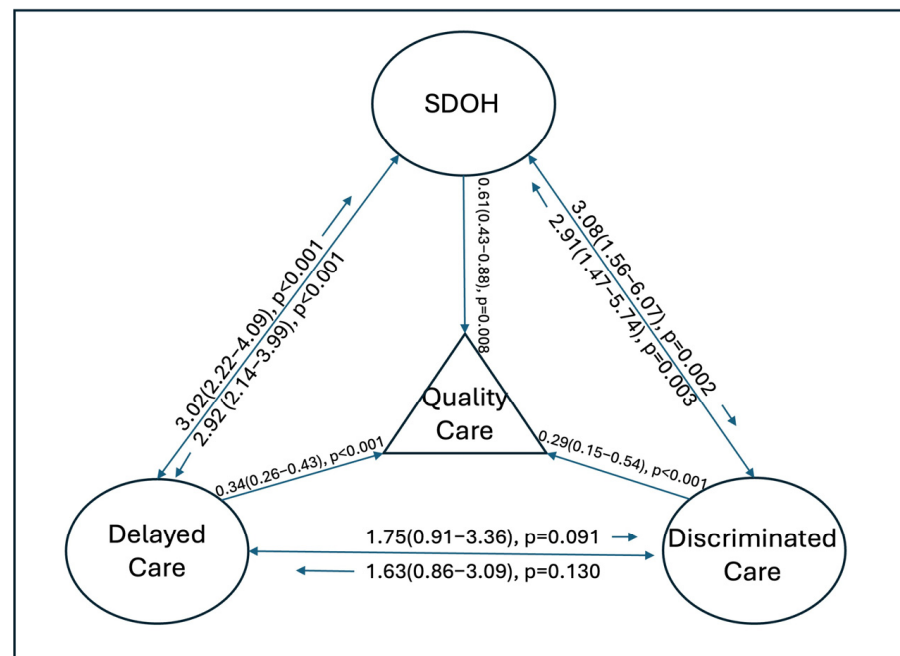 SDOH
0.61(0.43–0.88), p=0.008
3.02(2.22–4.09), p<0.001
2.92 (2.14–3.99), p<0.001
3.08(1.56–6.07), p=0.002
2.91(1.47–5.74), p=0.003
Quality
Care
0.34(0.26–0.43), p<0.001
0.29(0.15–0.54), p<0.001
Delayed
Care
1.75(0.91–3.36), p=0.091
1.63(0.86–3.09), p=0.130
Discriminated
Care